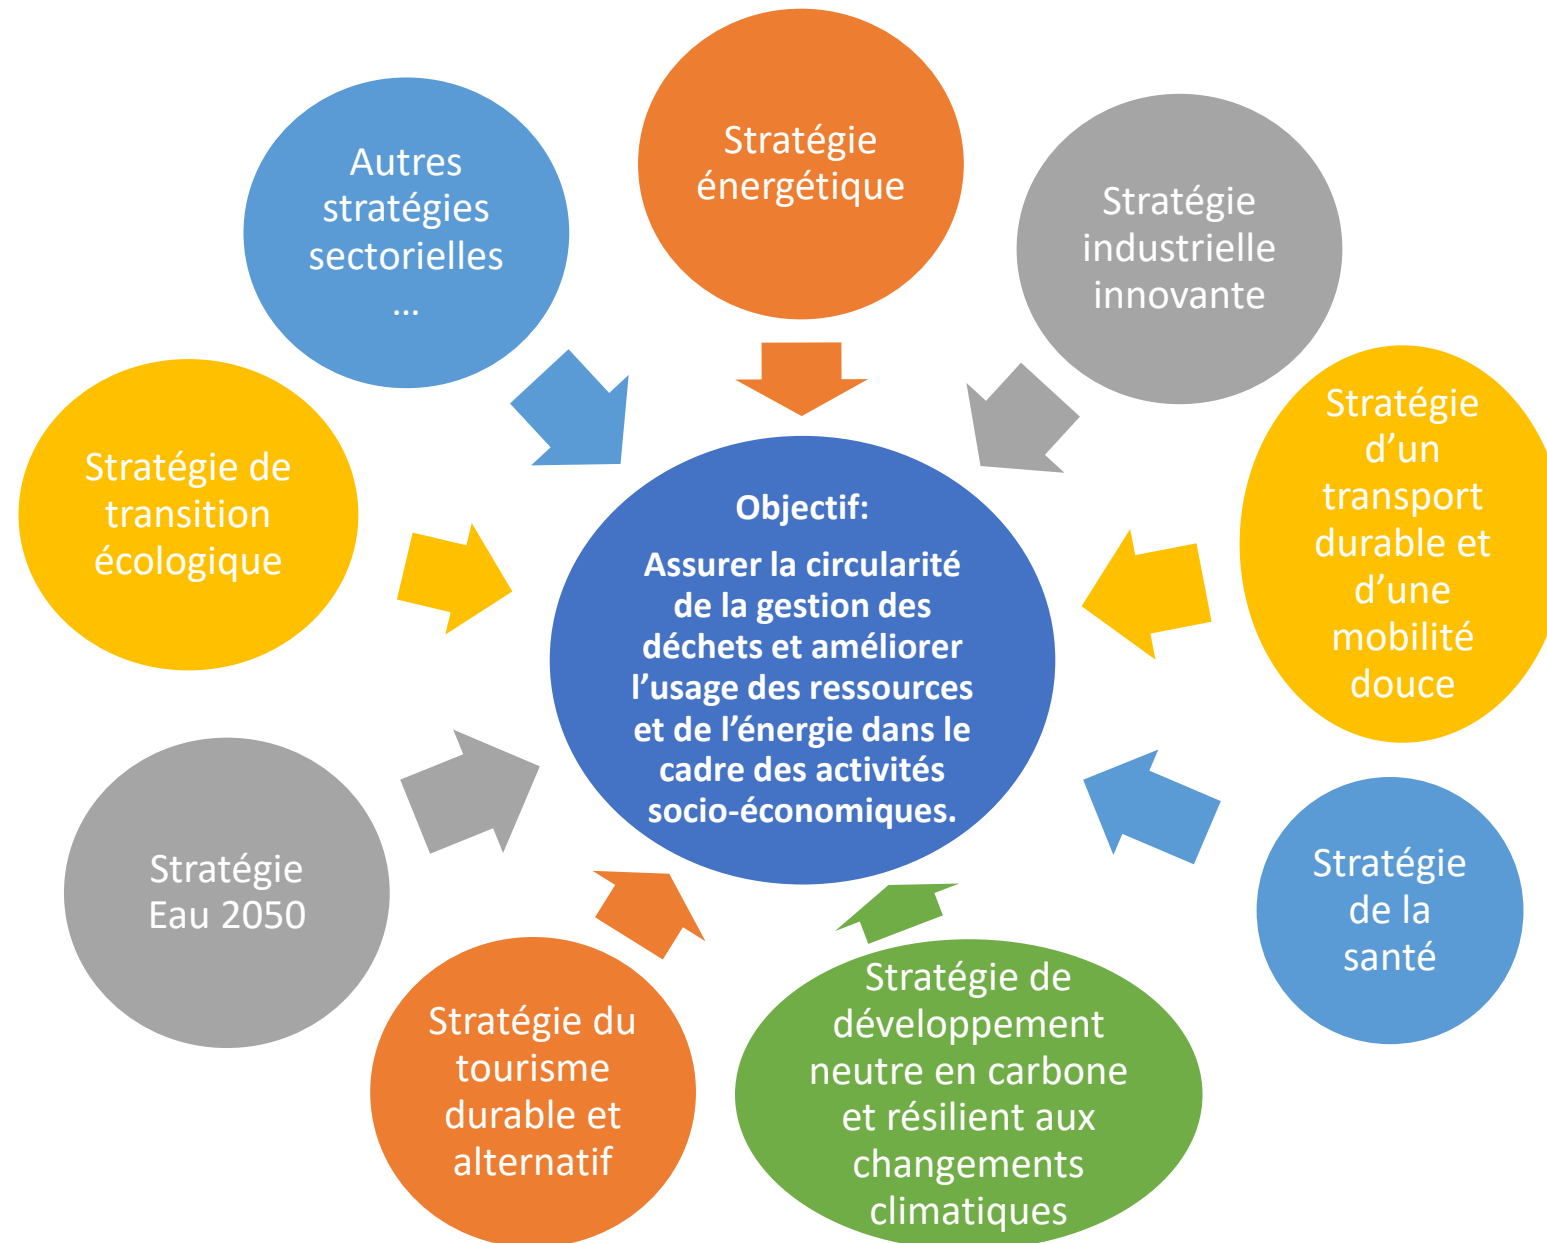 Stratégie
énergétique
Stratégie
industrielle
innovante
Stratégie
d’un
transport
durable et
d’une
mobilité
douce
Stratégie
de la
santé
Stratégie de
développement
neutre en carbone
et résilient aux
changements
climatiques
Stratégie du
tourisme
durable et
alternatif
Stratégie
Eau 2050
Stratégie de
transition
écologique
Autres
stratégies
sectorielles
...
Objectif:
Assurer la circularité
de la gestion des
déchets et améliorer
l’usage des ressources
et de l’énergie dans le
cadre des activités
socio-économiques.